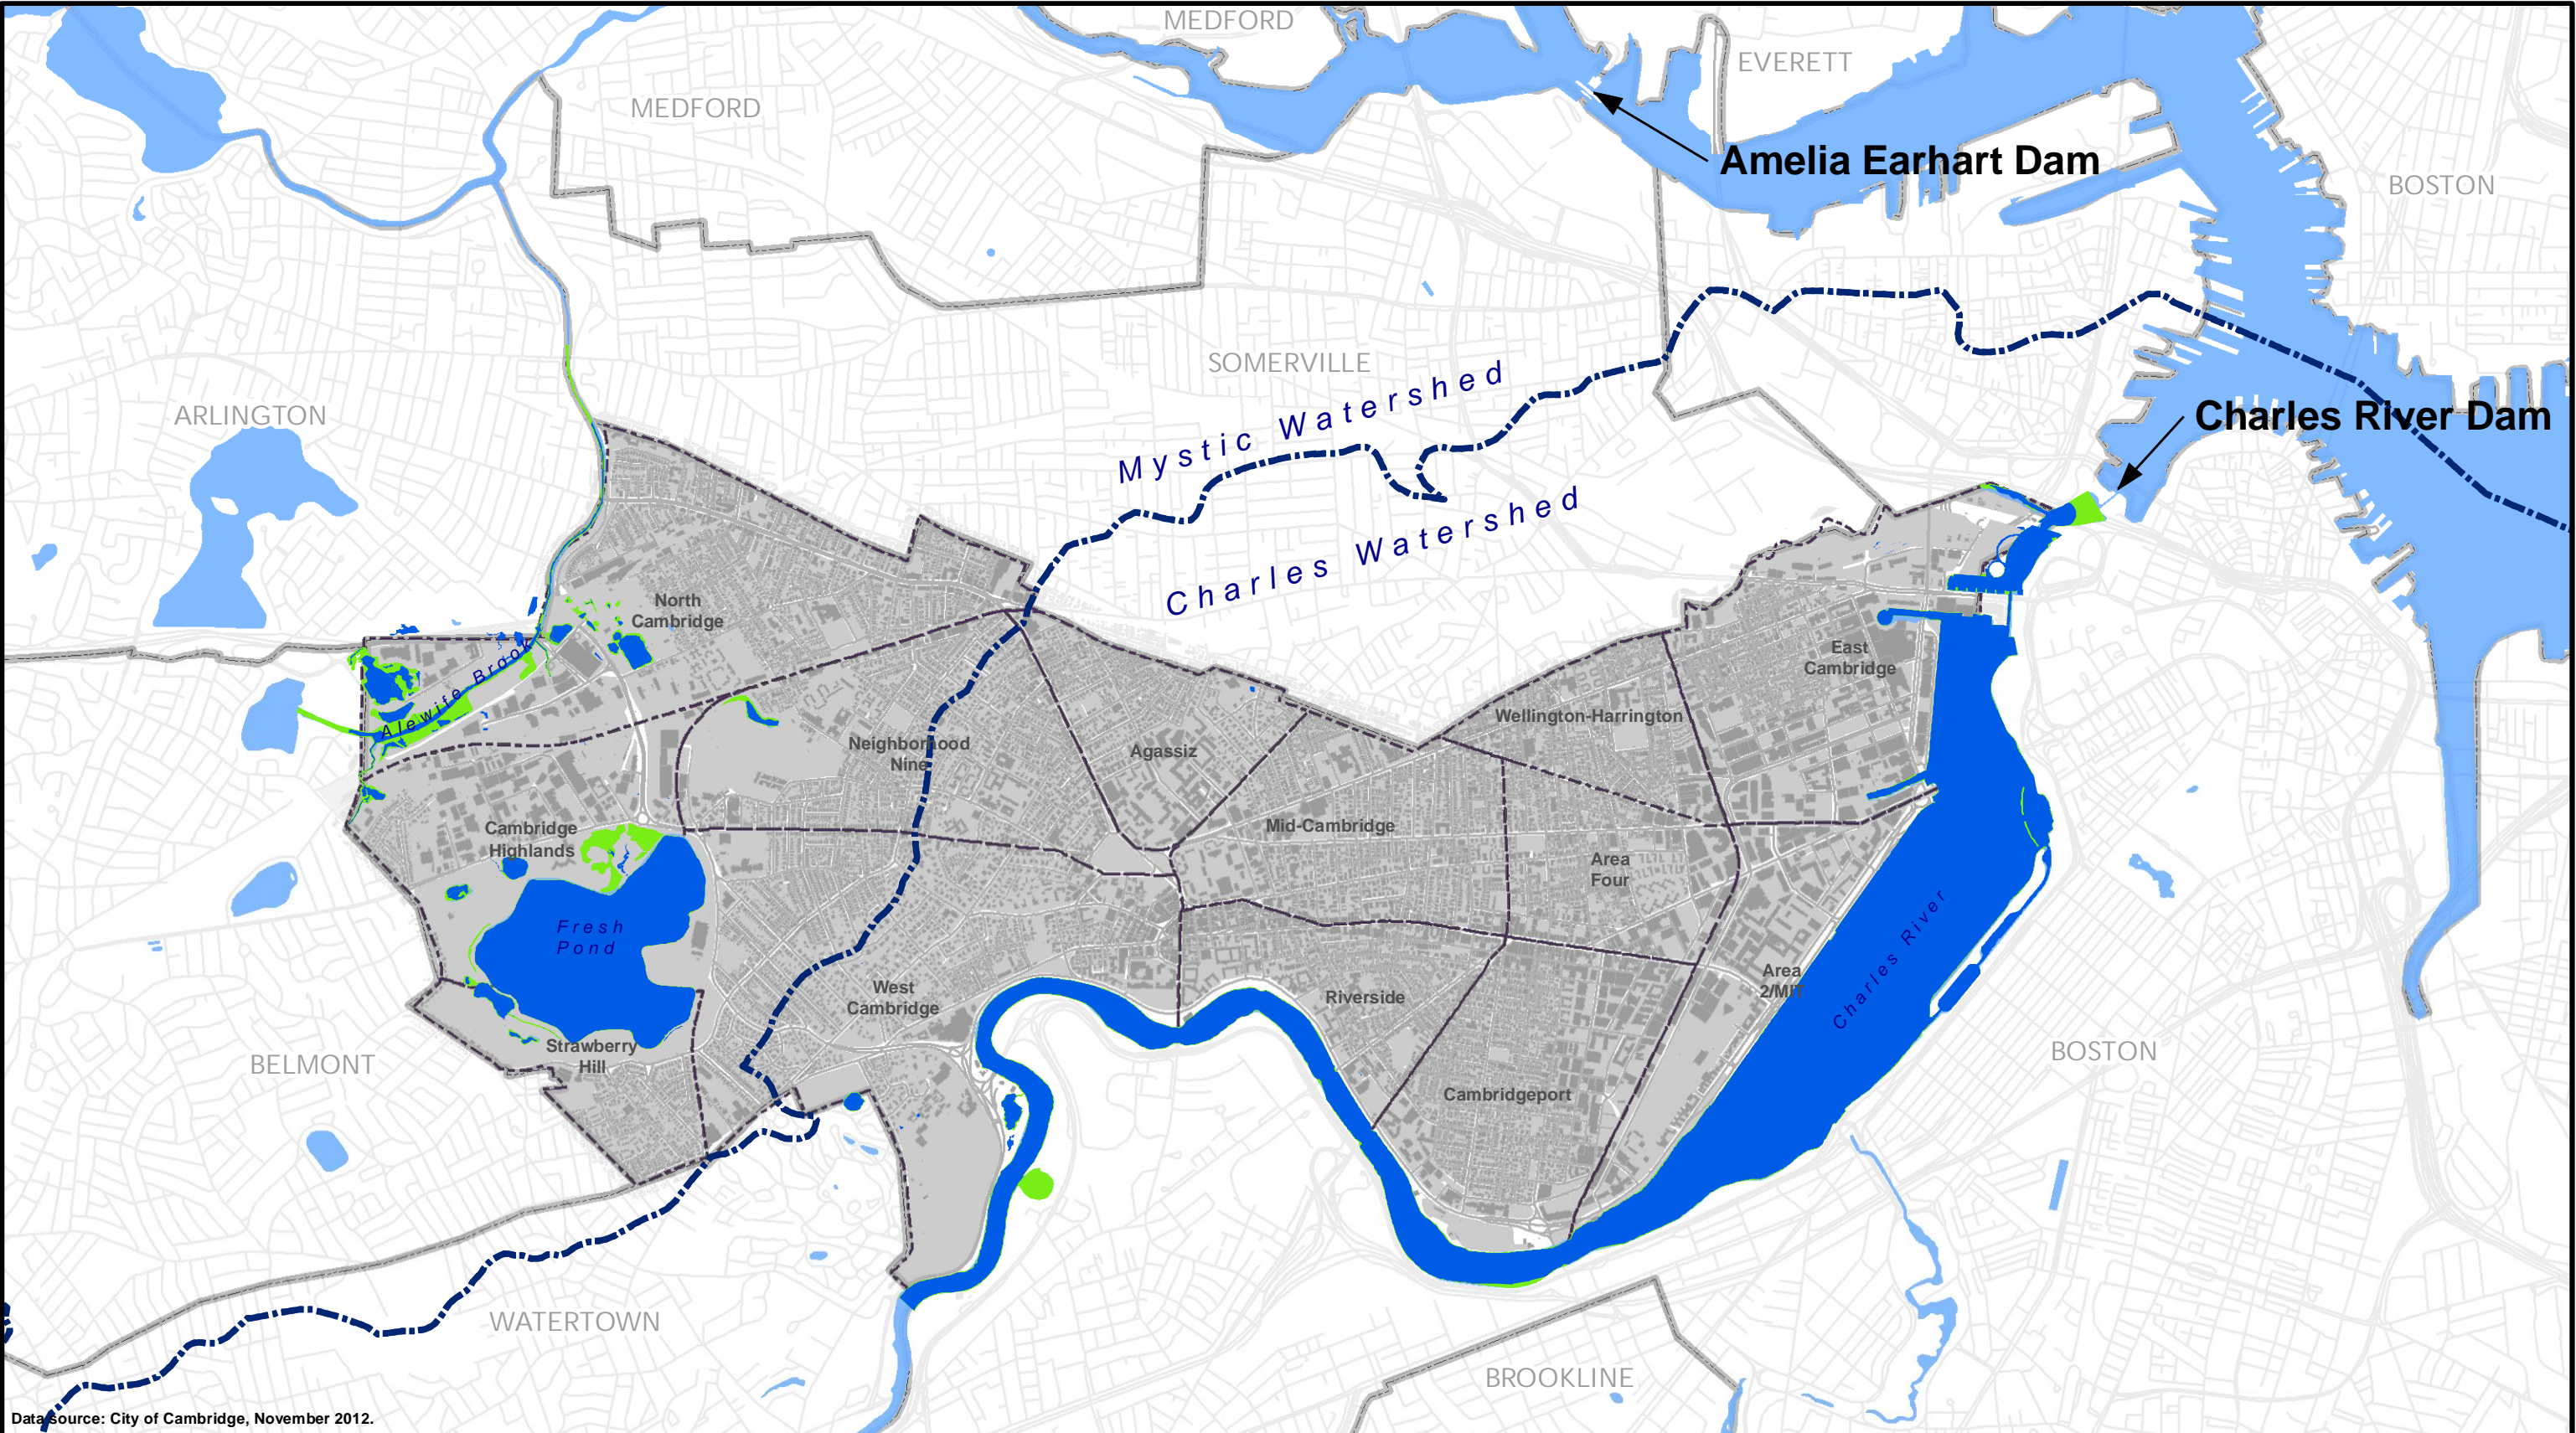 MEDFORD
EVERETT
MEDFORD
Amelia Earhart Dam
BOSTON
SOMERVILLE
Mystic Watershed
ARLINGTON
Charles River Dam
Charles Watershed
North
Cambridge
East
Cambridge
Alewife Brook
Wellington-Harrington
Neighborhood
Nine
Agassiz
Cambridge
Highlands
Mid-Cambridge
Area
Four
Fresh
Pond
Charles River
Area
2/MIT
West
Cambridge
Riverside
Strawberry
Hill
BELMONT
BOSTON
Cambridgeport
WATERTOWN
BROOKLINE
Data source: City of Cambridge, November 2012.